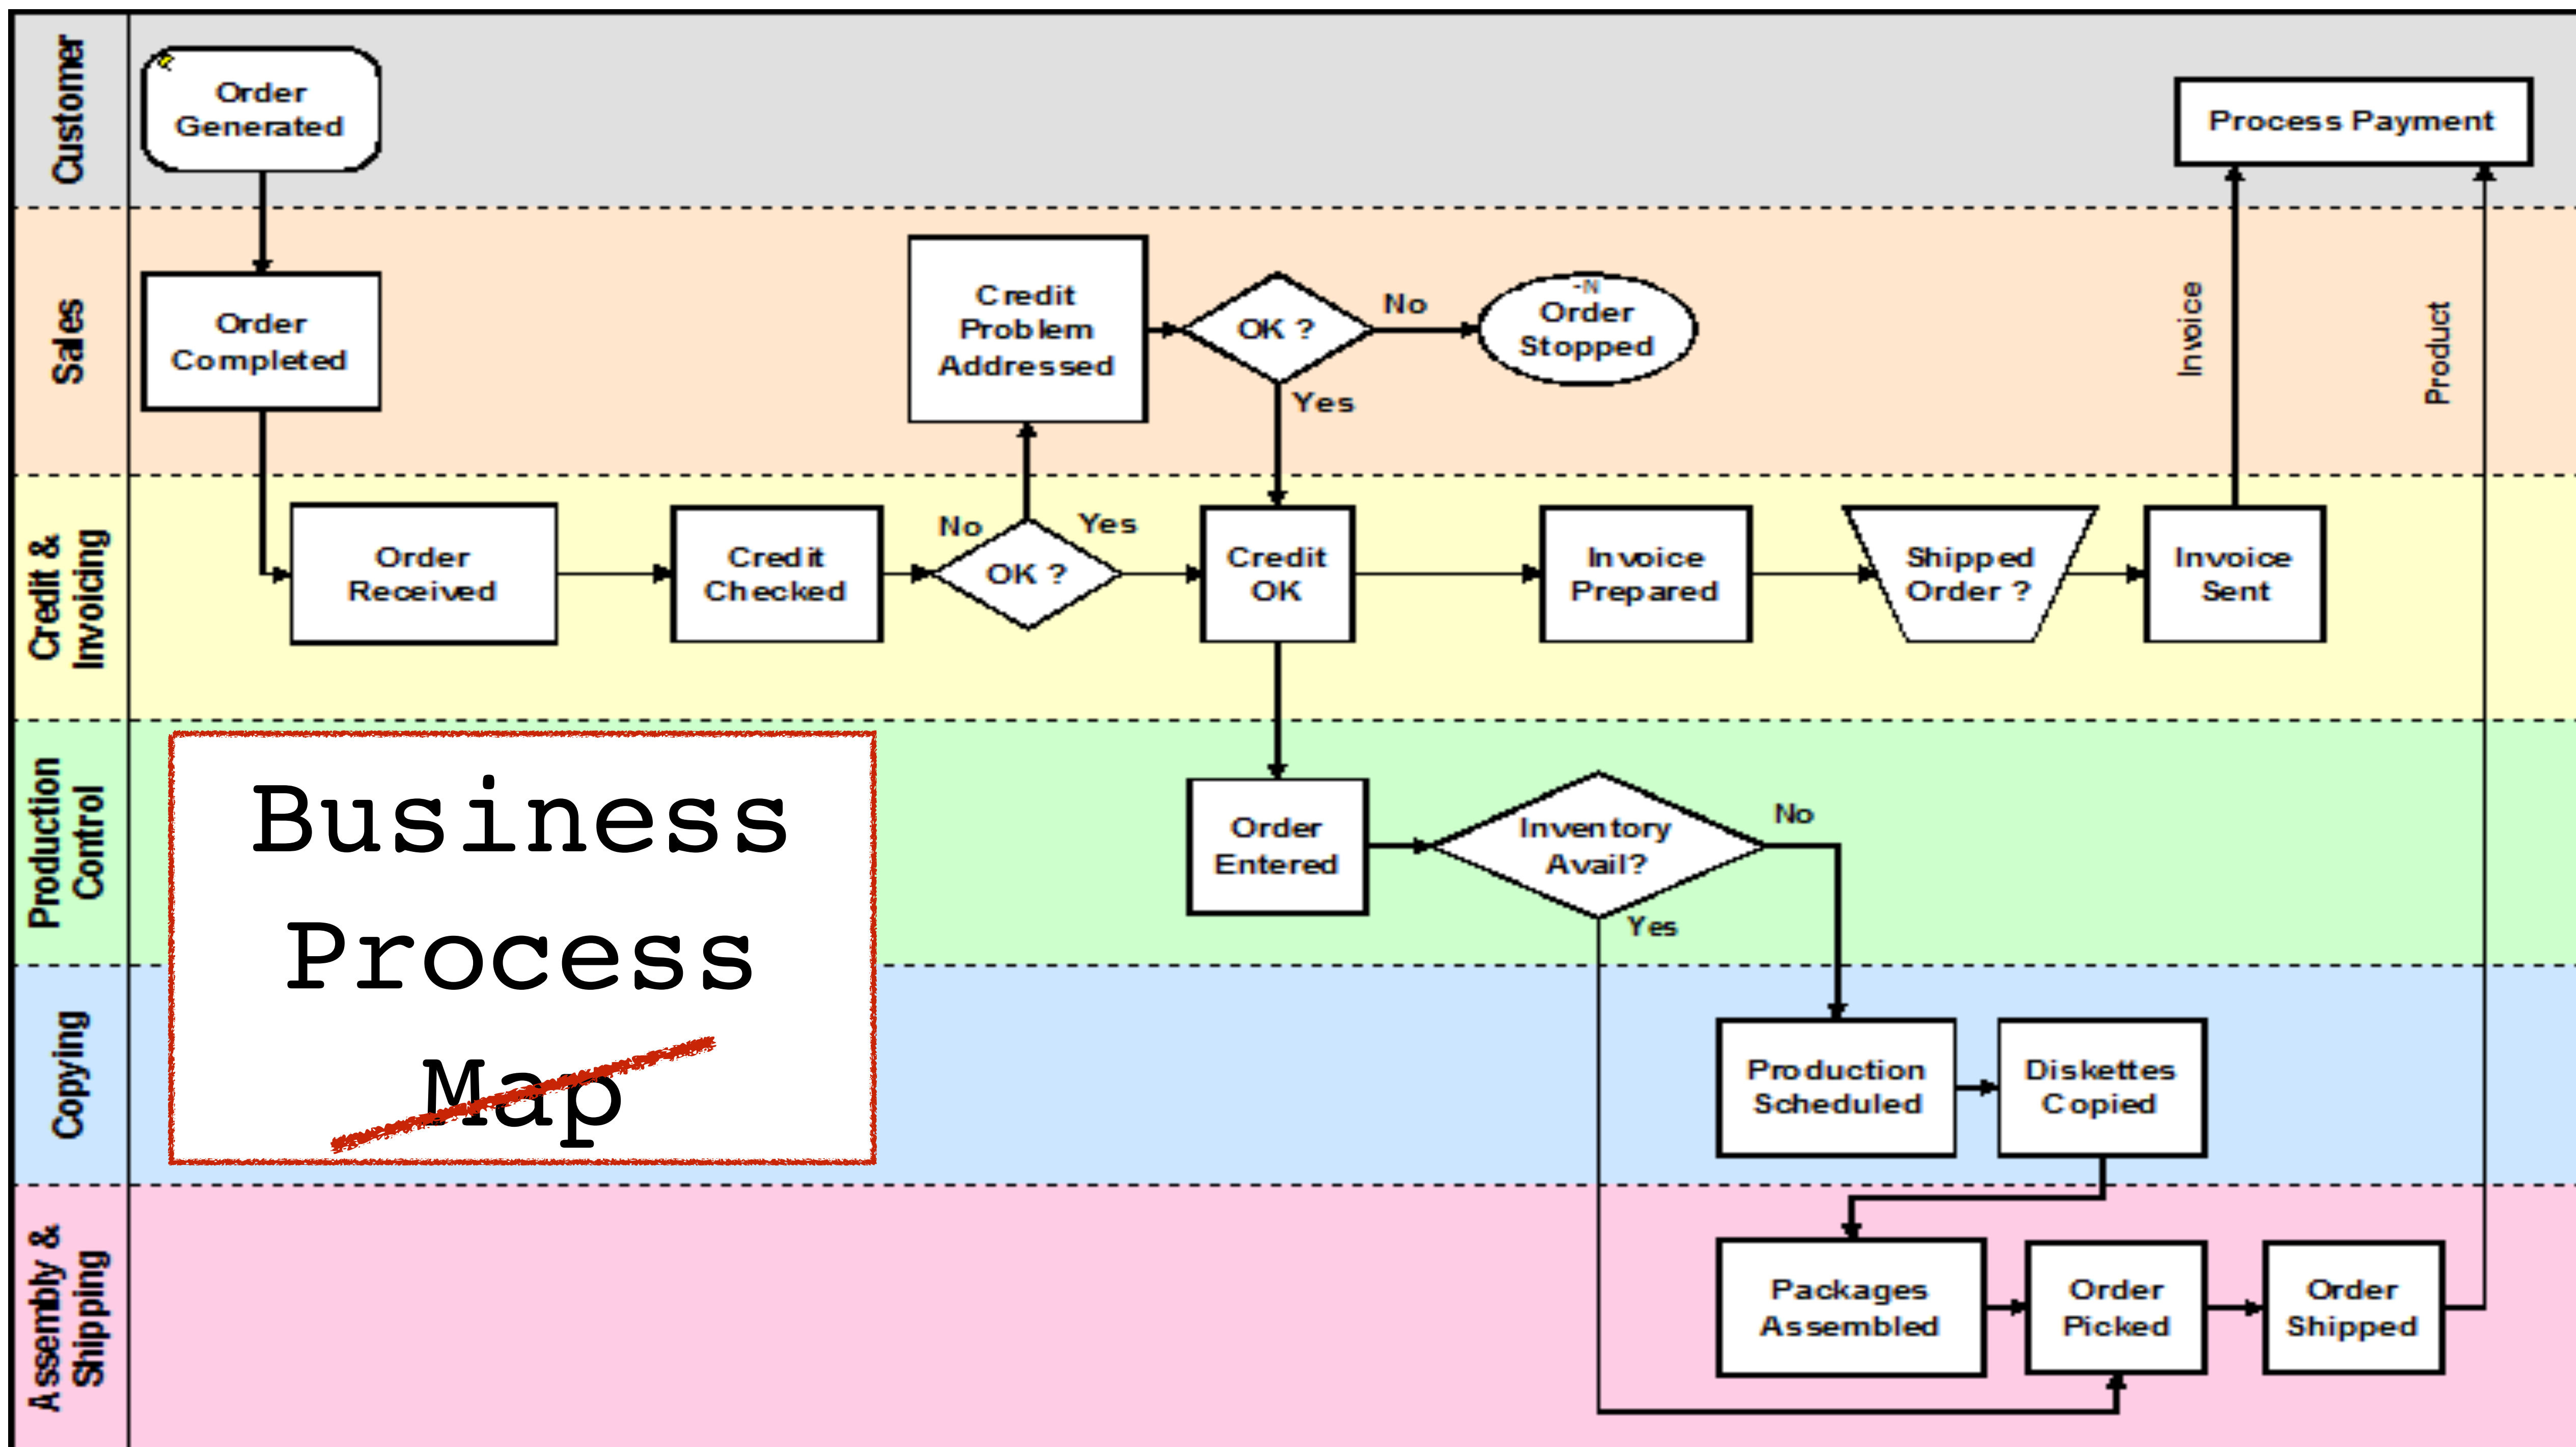 Customer
Order
Generated
Process Payment
Sales
Order
Completed
Credit
Problem
Addressed
OK ?
No
Yes
-N
Order
Stopped
Invoice
Product
Credit &
Invoicing
Order
Received
Credit
Checked
No
OK ?
Yes
Credit
OK
Invoice
Prepared
Shipped
Order ?
Invoice
Sent
Production
Control
Order
Entered
Inventory
Avail?
No
Yes
Business
Process
Map
Copying
Production
Scheduled
Diskettes
Copied
Assembly &
Shipping
Packages
Assembled
Order
Picked
Order
Shipped